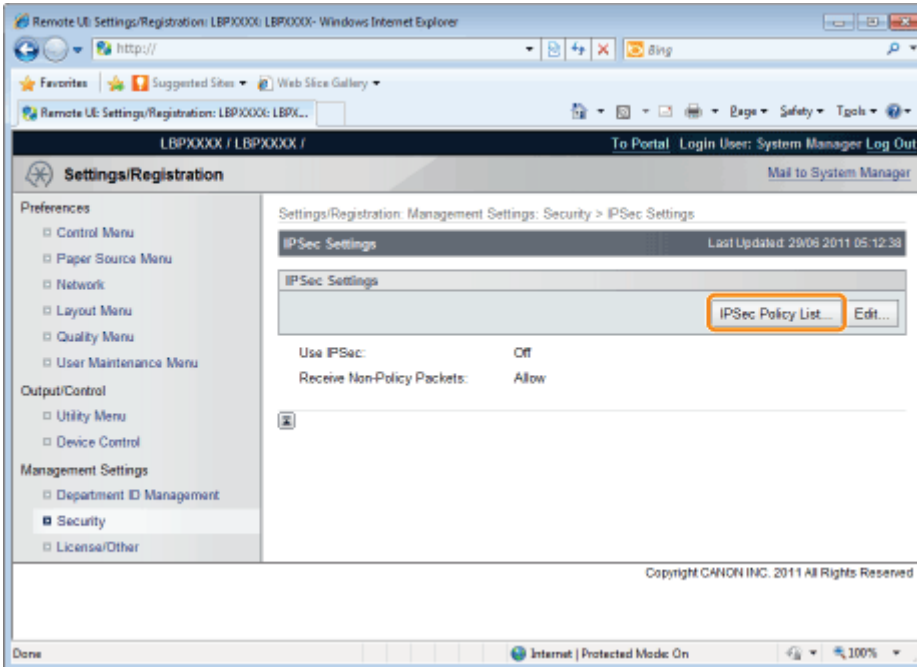 Remote UI: Settings/Registration: LBPXXXX: LBPXXXX- Windows Internet Explorer
http://
Bing
Favorites Suggested Sites Web Slice Gallery
Remote UI: Settings/Registration: LBPXXXX: LBPX...
Page Safety Tools
LBPXXXX / LBPXXXX /
To Portal Login User: System Manager Log Out
Settings/Registration
Mail to System Manager
Preferences
Control Menu
Paper Source Menu
Network
Layout Menu
Quality Menu
User Maintenance Menu
Output/Control
Utility Menu
Device Control
Management Settings
Department ID Management
Security
License/Other
Settings/Registration: Management Settings: Security > IPSec Settings
IPSec Settings
Last Updated: 29/06 2011 05:12:38
IPSec Settings
IPSec Policy List...
Edit...
Use IPSec: Off
Receive Non-Policy Packets: Allow
Copyright CANON INC. 2011 All Rights Reserved
Done
Internet | Protected Mode: On
100%